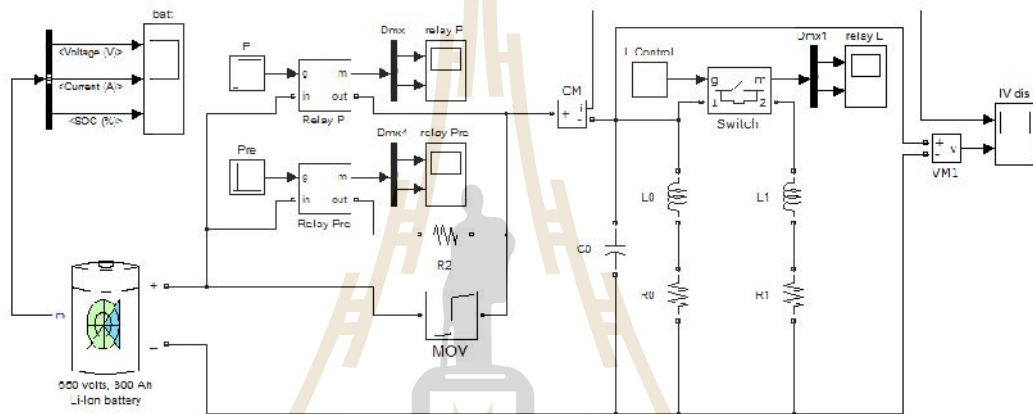 bat:
<Voltage (V)>
<Current (A)>
<SOC (%)>
P
g m
in out
Relay P
Dmx
relay P
Pre
g m
in out
Relay Pre
Dmx4
relay Pre
R2
MOV
+
−
m
300 Ah
Li-Ion battery
CM
+ i
-
L Control
g m
1 2
Switch
Dmx1
relay L
IV dis
+ v
-
VM1
L0
L1
C0
R0
R1